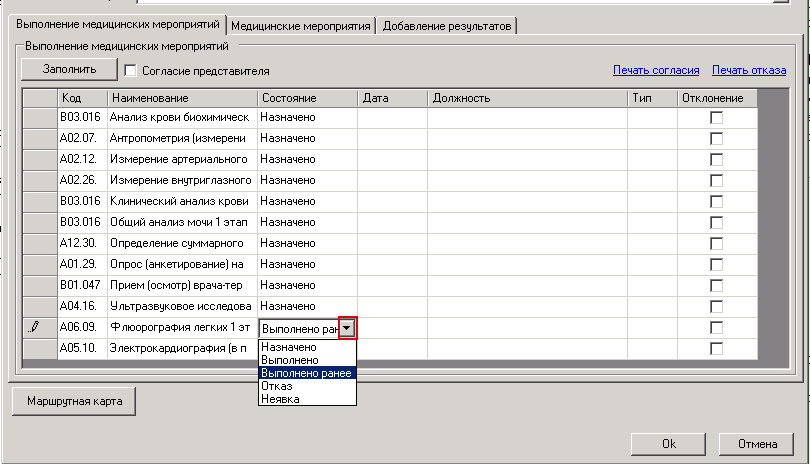 Выполнение медицинских мероприятий Медицинские мероприятия Добавление результатов
Выполнение медицинских мероприятий
Заполнить Согласие представителя Печать согласия Печать отказа
Код Наименование Состояние Дата Должность Тип Отклонение
B03.016 Анализ крови биохимическ Назначено
A02.07. Антропометрия (измерени Назначено
A02.12. Измерение артериального Назначено
A02.26. Измерение внутриглазного Назначено
B03.016 Клинический анализ крови Назначено
B03.016 Общий анализ мочи 1 этап Назначено
A12.30. Определение суммарного Назначено
A01.29. Опрос (анкетирование) на Назначено
B01.047 Прием (осмотр) врача-тер Назначено
A04.16. Ультразвуковое исследова Назначено
A06.09. Флюорография легких 1 эт Выполнено ран
A05.10. Электрокардиография (в п
Назначено
Выполнено
Выполнено ранее
Отказ
Неявка
Маршрутная карта
Ok Отмена